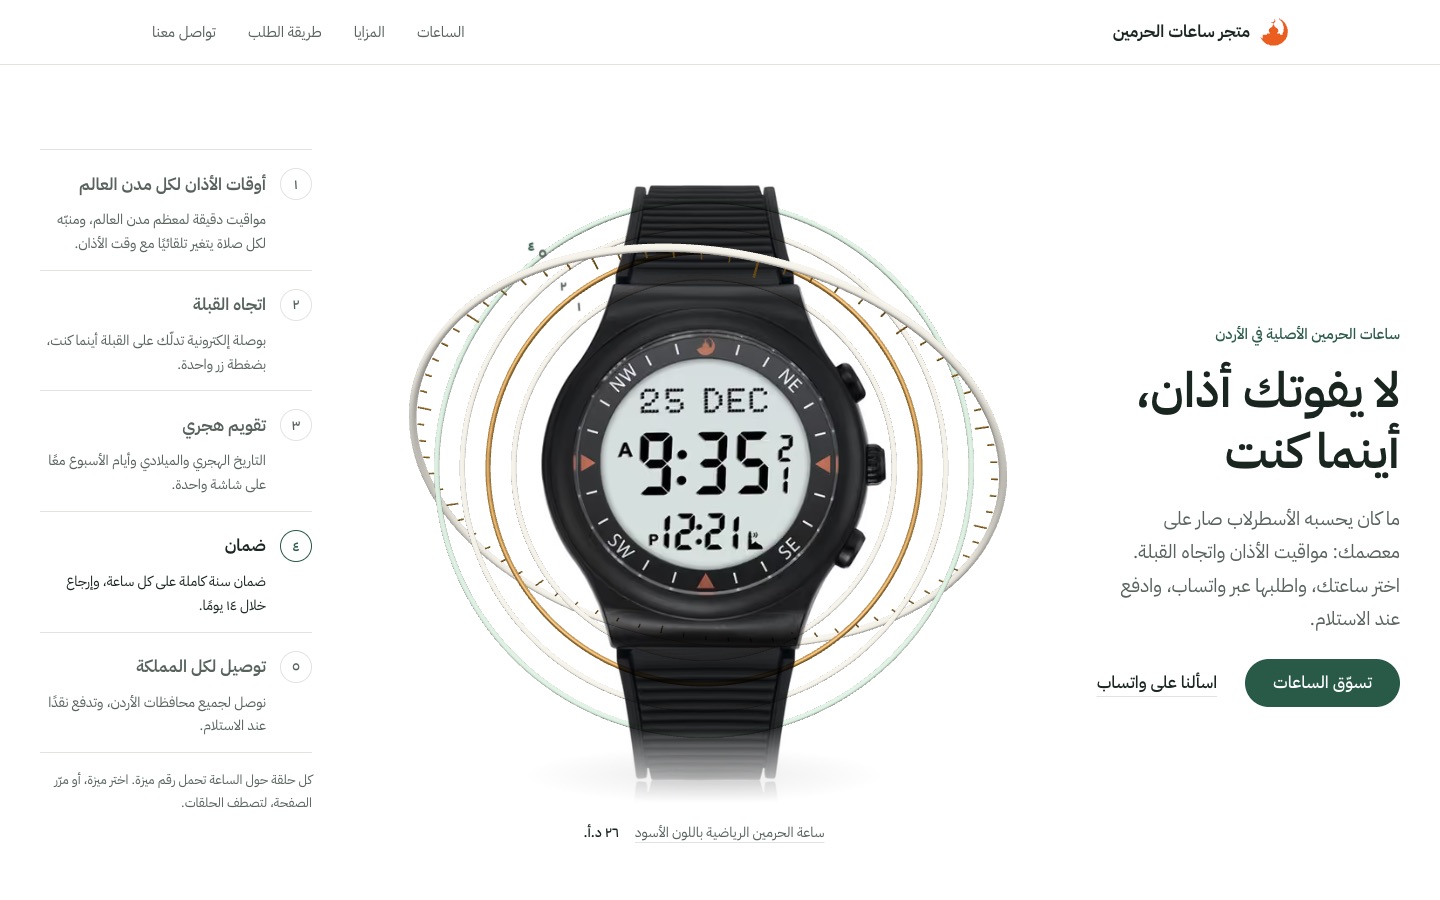 متجر ساعات الحرمين
الساعات
المزايا
طريقة الطلب
تواصل معنا
ساعات الحرمين الأصلية في الأردن
لا يفوتك أذان،
أينما كنت
ما كان يحسبه الأسطرلاب صار على
معصمك: مواقيت الأذان واتجاه القبلة.
اختر ساعتك، واطلبها عبر واتساب، وادفع
عند الاستلام.
تسوّق الساعات
اسألنا على واتساب
٤
٥
٢
١
NW
NE
25 DEC
A 9:35 21
P 12:21
SW
SE
ساعة الحرمين الرياضية باللون الأسود
٢٦ د.أ.
١
أوقات الأذان لكل مدن العالم
مواقيت دقيقة لمعظم مدن العالم، ومنبّه
لكل صلاة يتغير تلقائيًا مع وقت الأذان.
٢
اتجاه القبلة
بوصلة إلكترونية تدلّك على القبلة أينما كنت،
بضغطة زر واحدة.
٣
تقويم هجري
التاريخ الهجري والميلادي وأيام الأسبوع معًا
على شاشة واحدة.
٤
ضمان
ضمان سنة كاملة على كل ساعة، وإرجاع
خلال ١٤ يومًا.
٥
توصيل لكل المملكة
نوصل لجميع محافظات الأردن، وتدفع نقدًا
عند الاستلام.
كل حلقة حول الساعة تحمل رقم ميزة. اختر ميزة، أو مرّر
الصفحة، لتصطف الحلقات.